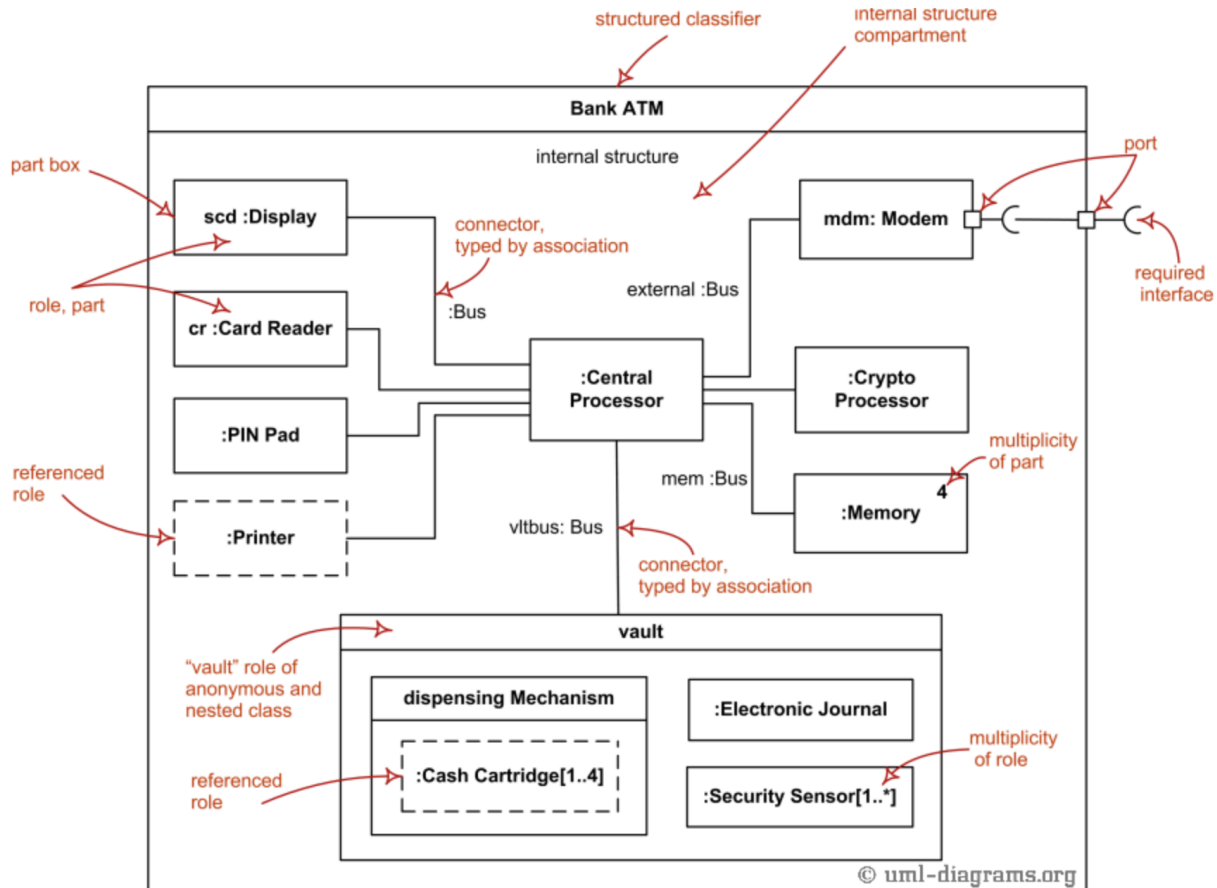 structured classifier
internal structure
compartment
Bank ATM
port
part box
internal structure
scd :Display
connector,
typed by association
mdm: Modem
required
interface
role, part
external :Bus
:Bus
cr :Card Reader
:Central
Processor
:Crypto
Processor
:PIN Pad
multiplicity
of part
referenced
role
mem :Bus
4
:Memory
:Printer
vltbus: Bus
connector,
typed by association
vault
"vault" role of
anonymous and
nested class
dispensing Mechanism
:Electronic Journal
multiplicity
of role
referenced
role
:Cash Cartridge[1..4]
:Security Sensor[1..*]
© uml-diagrams.org